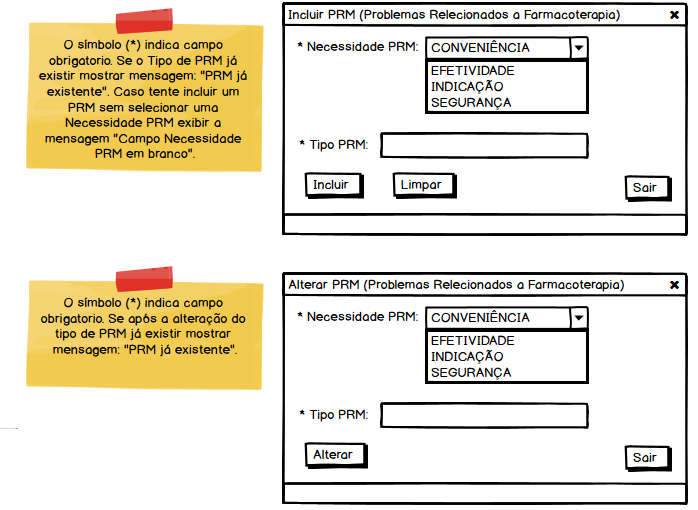 O símbolo (*) indica campo
obrigatorio. Se o Tipo de PRM já
existir mostrar mensagem: "PRM já
existente". Caso tente incluir um
PRM sem selecionar uma
Necessidade PRM exibir a
mensagem "Campo Necessidade
PRM em branco".
Incluir PRM (Problemas Relecionados a Farmacoterapia)
* Necessidade PRM: CONVENIÊNCIA
EFETIVIDADE
INDICAÇÃO
SEGURANÇA
* Tipo PRM:
Incluir Limpar Sair
O símbolo (*) indica campo
obrigatorio. Se após a alteração do
tipo de PRM já existir mostrar
mensagem: "PRM já existente".
Alterar PRM (Problemas Relecionados a Farmacoterapia)
* Necessidade PRM: CONVENIÊNCIA
EFETIVIDADE
INDICAÇÃO
SEGURANÇA
* Tipo PRM:
Alterar Sair